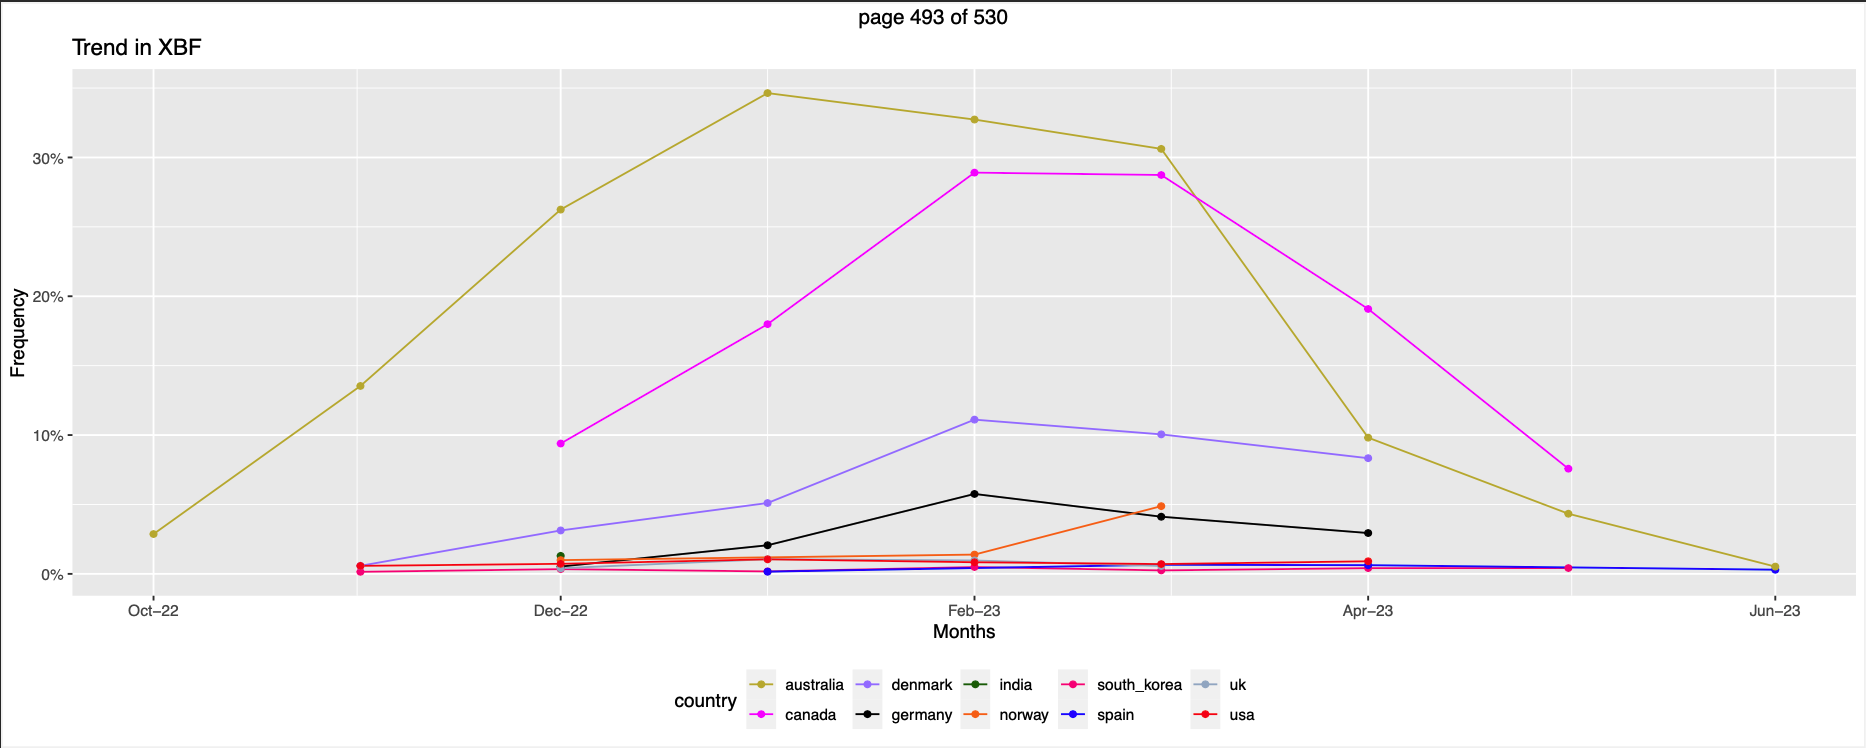 page 493 of 530
Trend in XBF
Frequency
30%
20%
10%
0%
Oct–22 Dec–22 Feb–23 Apr–23 Jun–23
Months
country
australia denmark india south_korea uk
canada germany norway spain usa